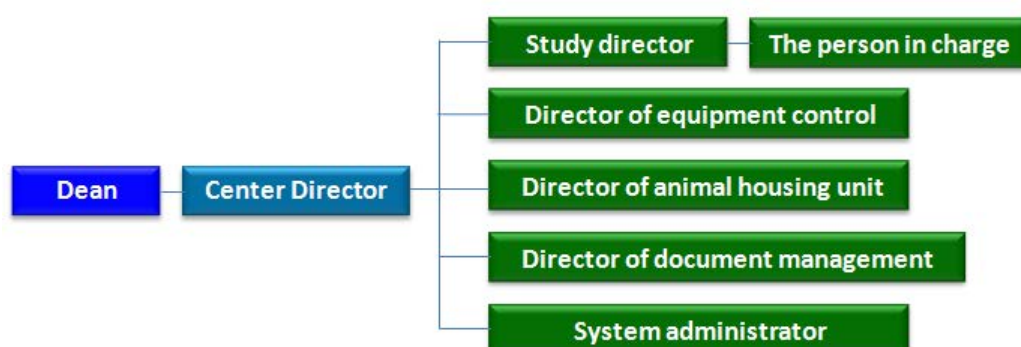 Study director
The person in charge
Director of equipment control
Dean
Center Director
Director of animal housing unit
Director of document management
System administrator